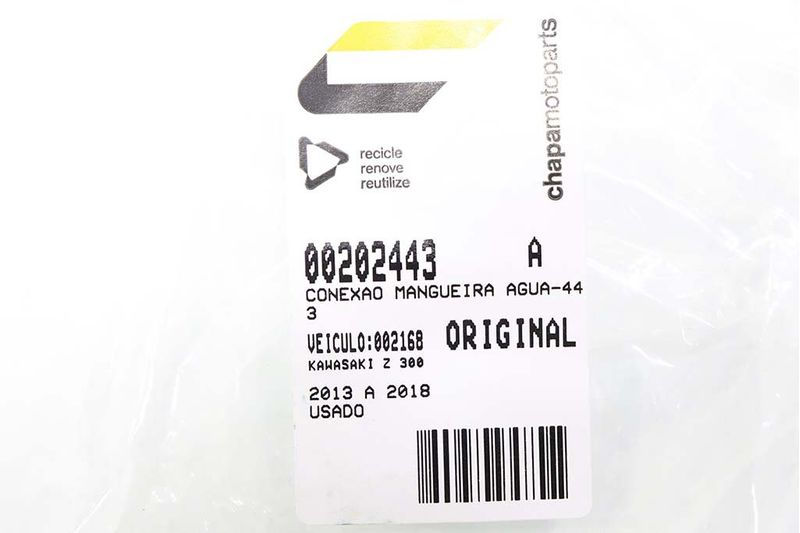 chapamotoparts
recicle
renove
reutilize
00202443 A
CONEXAO MANGUEIRA AGUA-44
3
VEICULO:002168 ORIGINAL
KAWASAKI Z 300
2013 A 2018
USADO